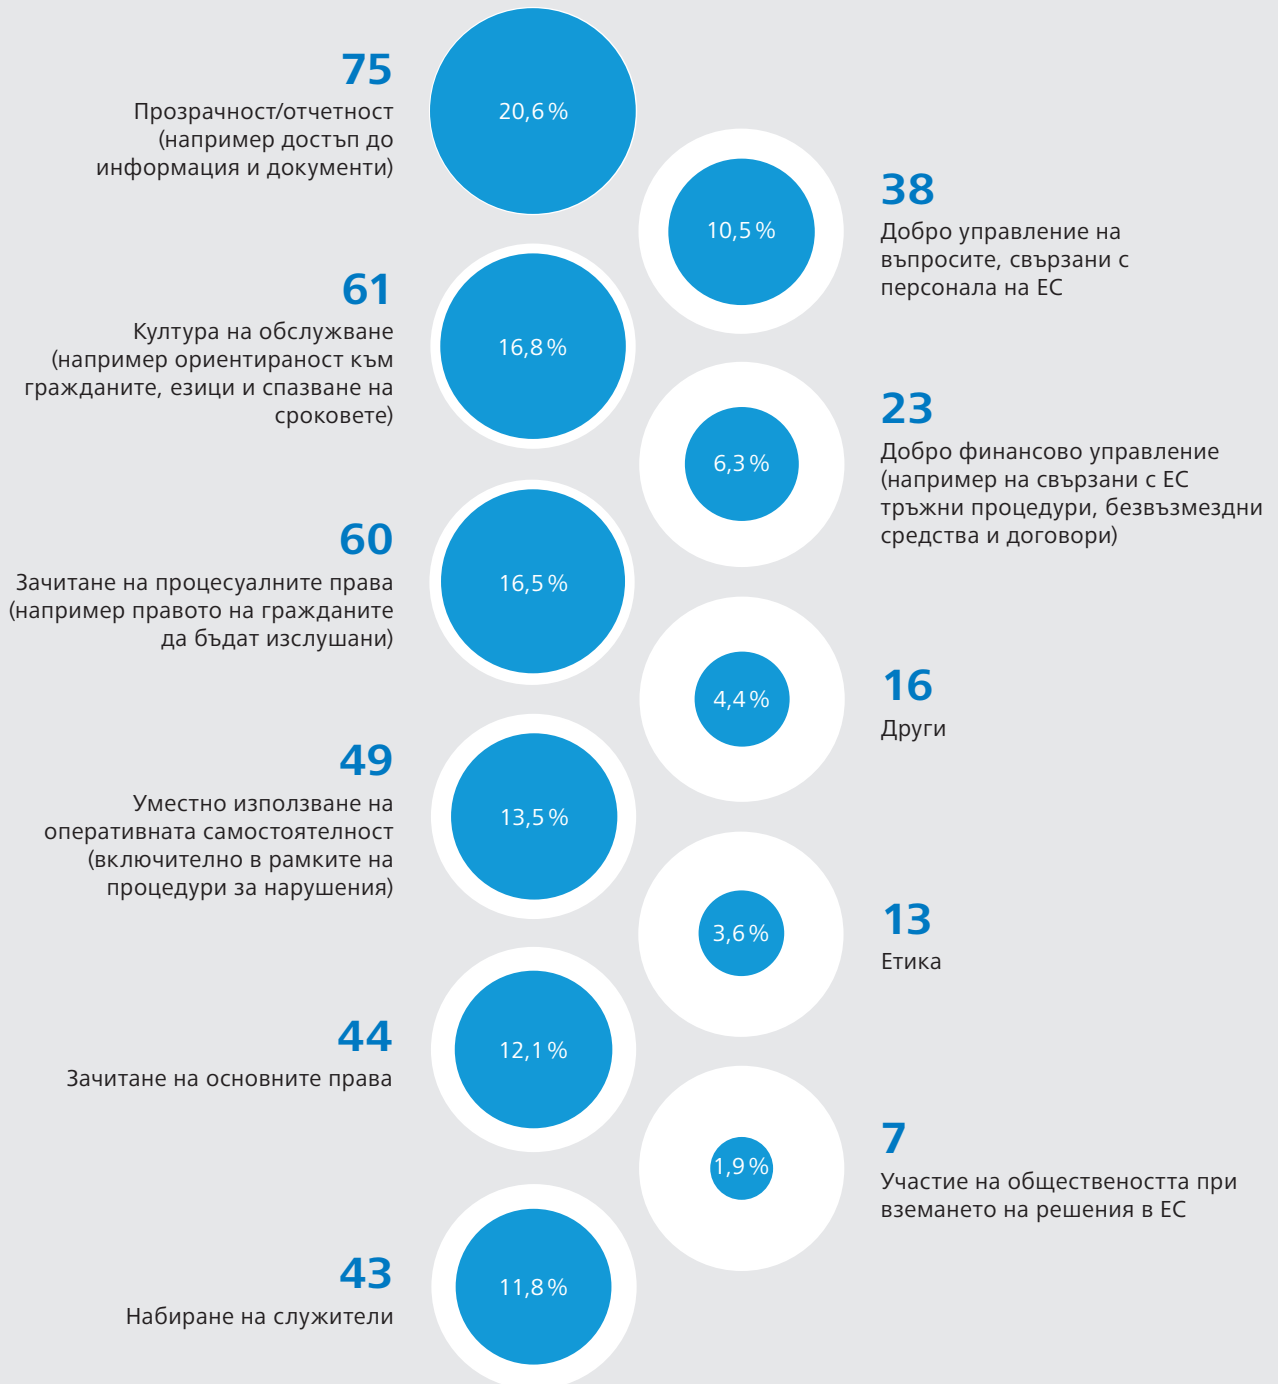 75
Прозрачност/отчетност
(например достъп до
информация и документи)
20,6 %
38
Добро управление на
въпросите, свързани с
персонала на ЕС
10,5 %
61
Култура на обслужване
(например ориентираност към
гражданите, езици и спазване на
сроковете)
16,8 %
23
Добро финансово управление
(например на свързани с ЕС
тръжни процедури, безвъзмездни
средства и договори)
6,3 %
60
Зачитане на процесуалните права
(например правото на гражданите
да бъдат изслушани)
16,5 %
16
Други
4,4 %
49
Уместно използване на
оперативната самостоятелност
(включително в рамките на
процедури за нарушения)
13,5 %
13
Етика
3,6 %
44
Зачитане на основните права
12,1 %
7
Участие на обществеността при
вземането на решения в ЕС
1,9 %
43
Набиране на служители
11,8 %